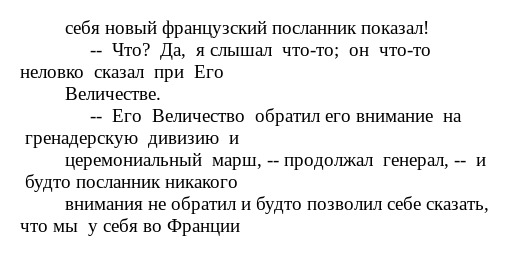 себя новый французский посланник показал!
-- Что? Да, я слышал что-то; он что-то
неловко сказал при Его
Величестве.
-- Его Величество обратил его внимание на
гренадерскую дивизию и
церемониальный марш, -- продолжал генерал, -- и
будто посланник никакого
внимания не обратил и будто позволил себе сказать,
что мы у себя во Франции